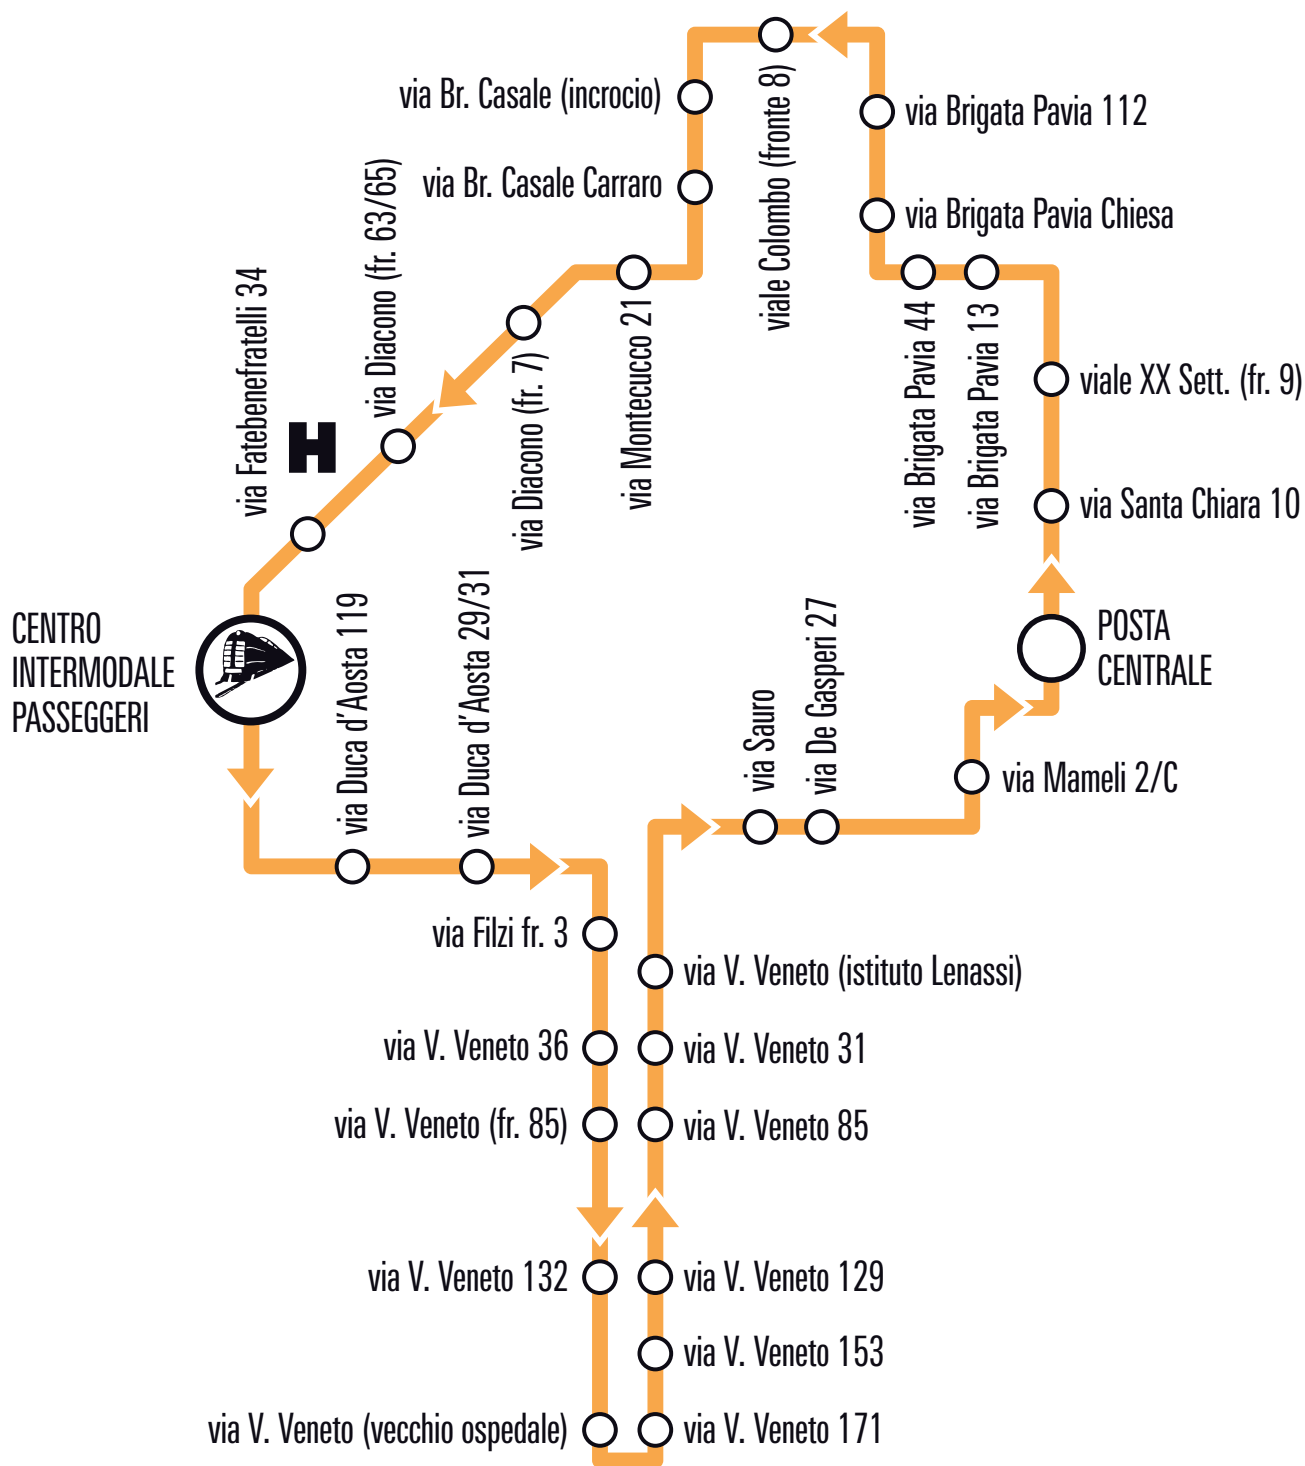 via Br. Casale (incrocio)
via Br. Casale Carraro
viale Colombo (fronte 8)
via Brigata Pavia 112
via Brigata Pavia Chiesa
via Diacono (fr. 63/65)
via Fatebenefratelli 34
H
via Diacono (fr. 7)
via Montecucco 21
via Brigata Pavia 44
via Brigata Pavia 13
viale XX Sett. (fr. 9)
via Santa Chiara 10
CENTRO
INTERMODALE
PASSEGGERI
via Duca d'Aosta 119
via Duca d'Aosta 29/31
via Sauro
via De Gasperi 27
POSTA
CENTRALE
via Mameli 2/C
via Filzi fr. 3
via V. Veneto (istituto Lenassi)
via V. Veneto 36
via V. Veneto 31
via V. Veneto (fr. 85)
via V. Veneto 85
via V. Veneto 132
via V. Veneto 129
via V. Veneto 153
via V. Veneto (vecchio ospedale)
via V. Veneto 171